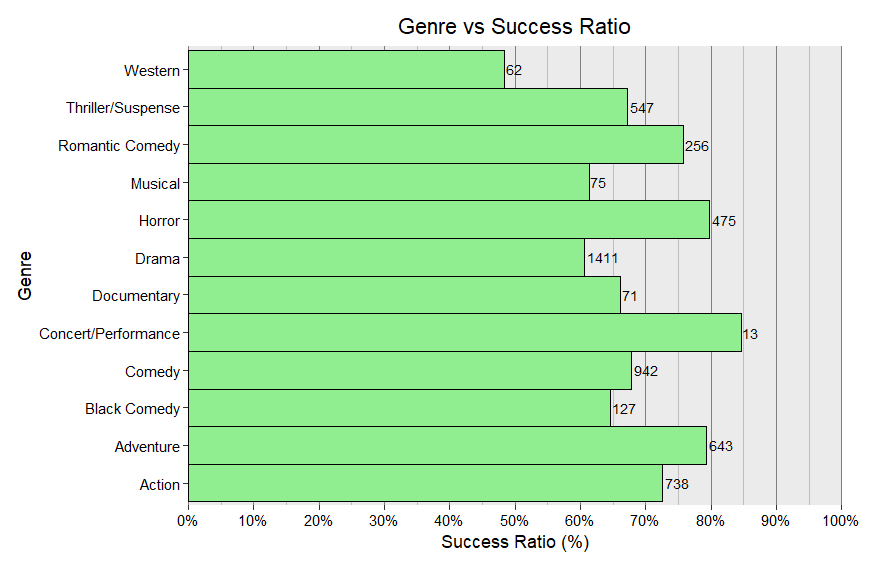 Genre vs Success Ratio
Genre
Western 62
Thriller/Suspense 547
Romantic Comedy 256
Musical 75
Horror 475
Drama 1411
Documentary 71
Concert/Performance 13
Comedy 942
Black Comedy 127
Adventure 643
Action 738
0% 10% 20% 30% 40% 50% 60% 70% 80% 90% 100%
Success Ratio (%)